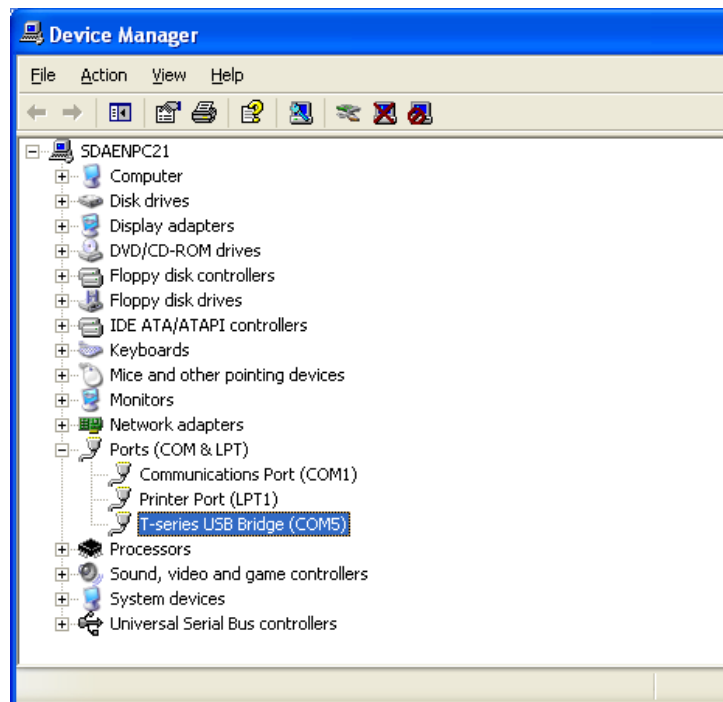 Device Manager
File Action View Help
SDAENPC21
Computer
Disk drives
Display adapters
DVD/CD-ROM drives
Floppy disk controllers
Floppy disk drives
IDE ATA/ATAPI controllers
Keyboards
Mice and other pointing devices
Monitors
Network adapters
Ports (COM & LPT)
Communications Port (COM1)
Printer Port (LPT1)
T-series USB Bridge (COM5)
Processors
Sound, video and game controllers
System devices
Universal Serial Bus controllers